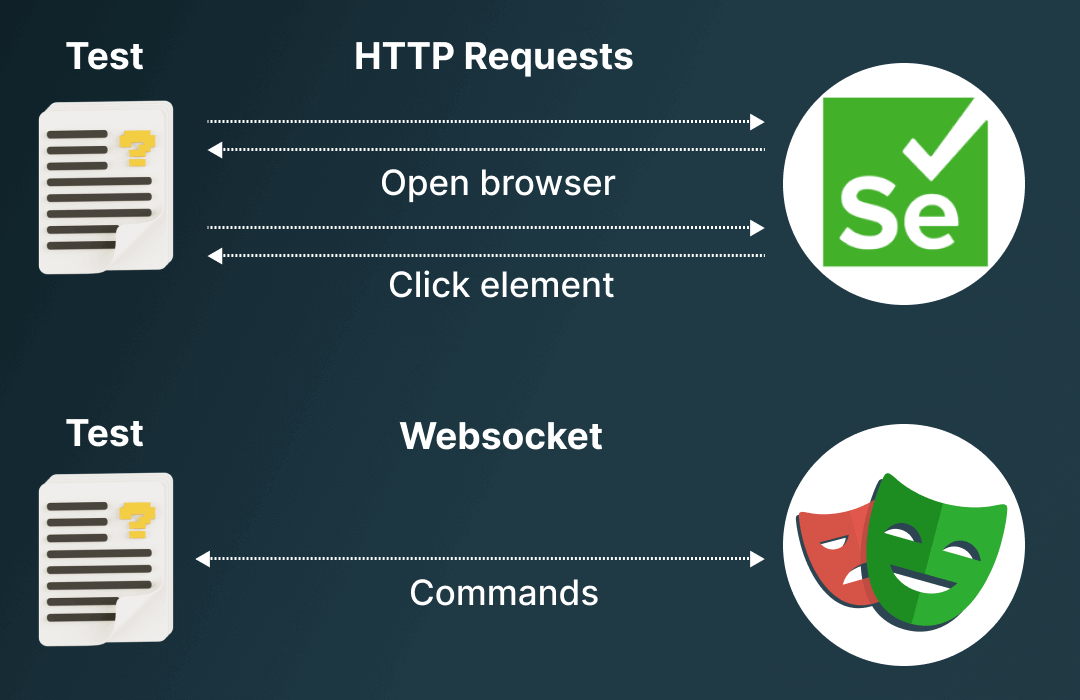 Test
HTTP Requests
?
Open browser
Click element
Se
Test
Websocket
?
Commands